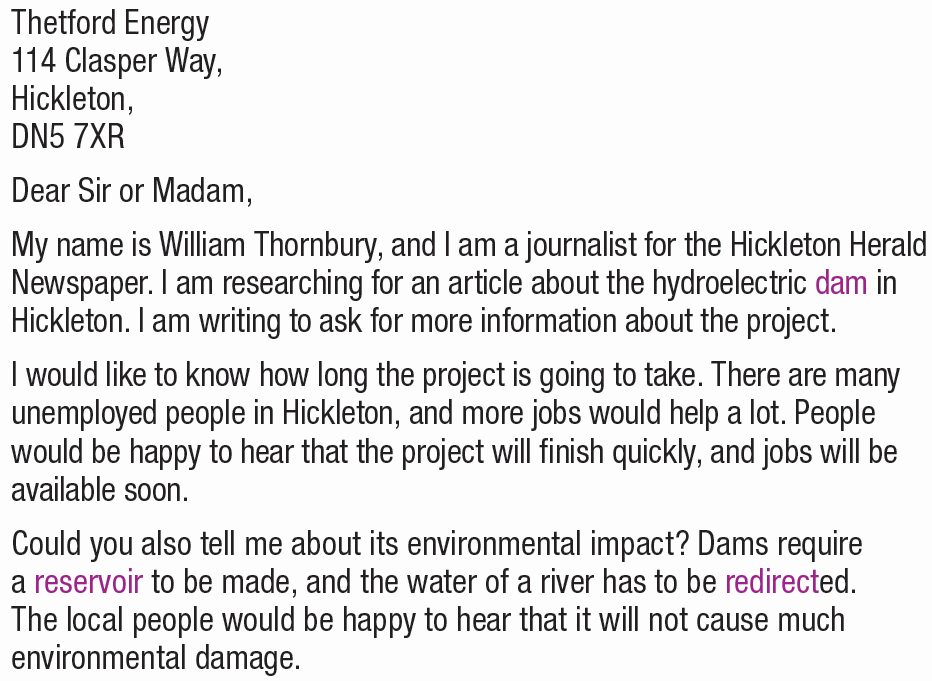 Thetford Energy
114 Clasper Way,
Hickleton,
DN5 7XR
Dear Sir or Madam,
My name is William Thornbury, and I am a journalist for the Hickleton Herald
Newspaper. I am researching for an article about the hydroelectric dam in
Hickleton. I am writing to ask for more information about the project.
I would like to know how long the project is going to take. There are many
unemployed people in Hickleton, and more jobs would help a lot. People
would be happy to hear that the project will finish quickly, and jobs will be
available soon.
Could you also tell me about its environmental impact? Dams require
a reservoir to be made, and the water of a river has to be redirected.
The local people would be happy to hear that it will not cause much
environmental damage.